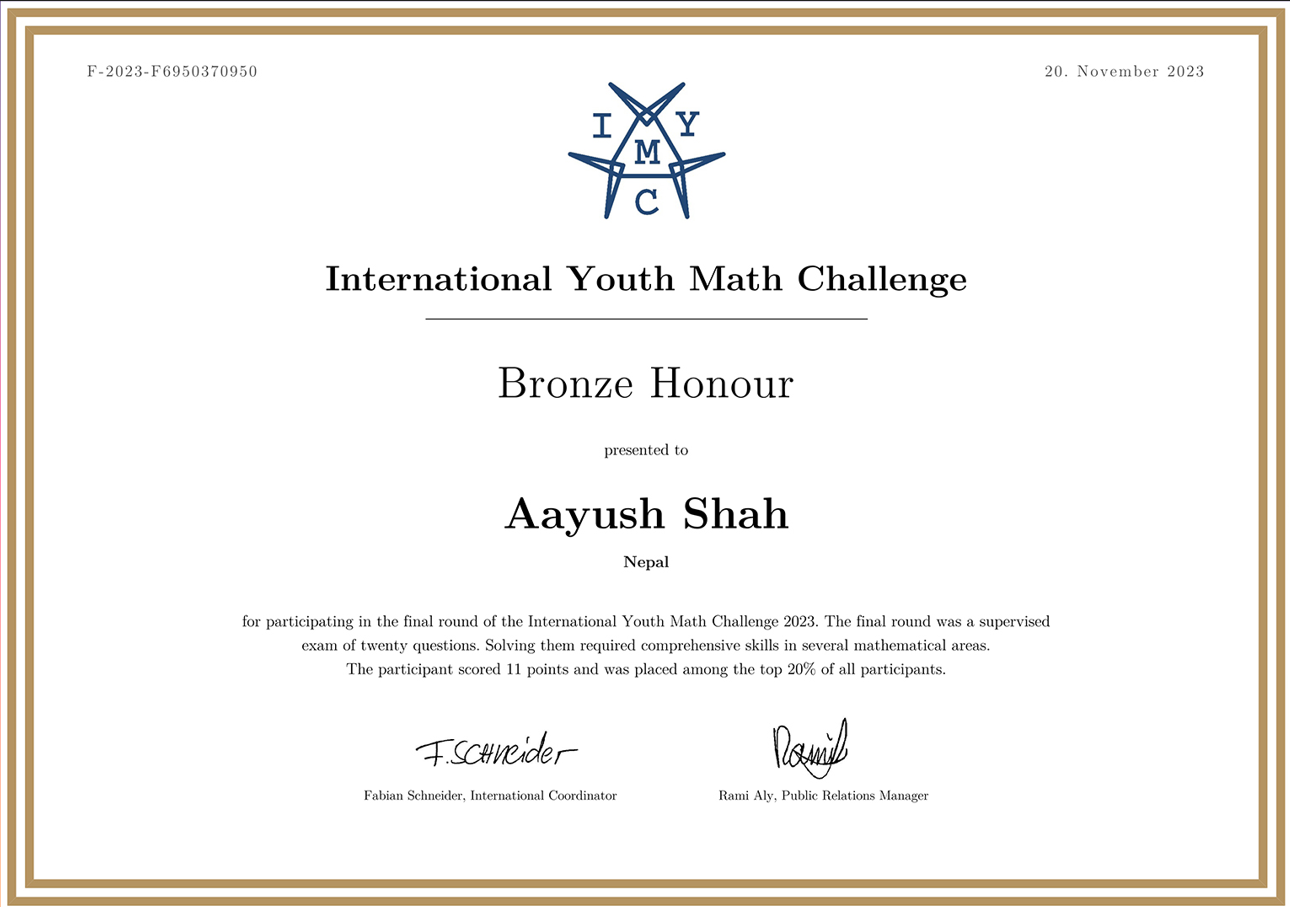 F-2023-F6950370950
20. November 2023
I Y
M
C
International Youth Math Challenge
Bronze Honour
presented to
Aayush Shah
Nepal
for participating in the final round of the International Youth Math Challenge 2023. The final round was a supervised
exam of twenty questions. Solving them required comprehensive skills in several mathematical areas.
The participant scored 11 points and was placed among the top 20% of all participants.
F. SCHNEider
Rami
Fabian Schneider, International Coordinator
Rami Aly, Public Relations Manager